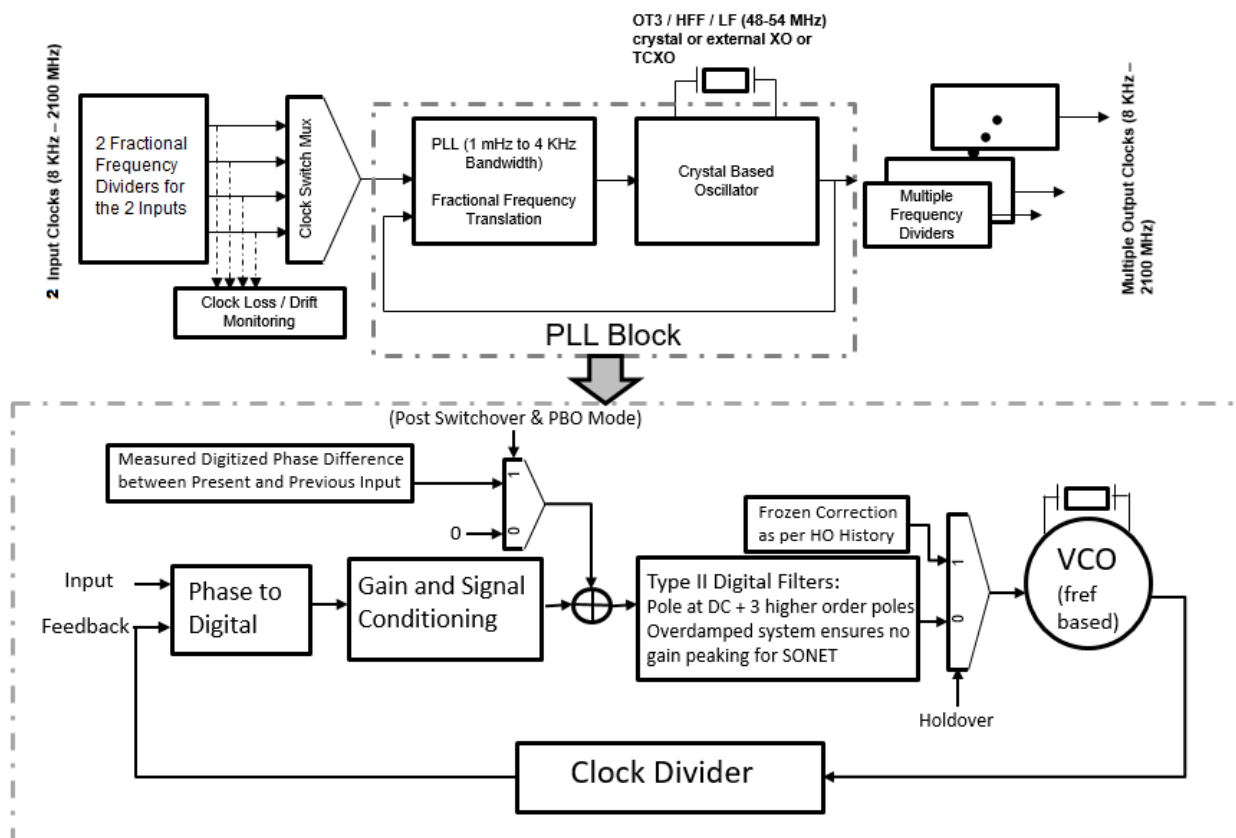 OT3 / HFF / LF (48-54 MHz)
crystal or external XO or
TCXO
2 Input Clocks (8 KHz – 2100 MHz)
2 Fractional
Frequency
Dividers for
the 2 Inputs
Clock Switch Mux
PLL (1 mHz to 4 KHz
Bandwidth)
Fractional Frequency
Translation
Crystal Based
Oscillator
Multiple
Frequency
Dividers
Multiple Output Clocks (8 KHz –
2100 MHz)
Clock Loss / Drift
Monitoring
PLL Block
(Post Switchover & PBO Mode)
Measured Digitized Phase Difference
between Present and Previous Input
1
0
0
Frozen Correction
as per HO History
1
0
VCO
(fref
based)
Input
Feedback
Phase to
Digital
Gain and Signal
Conditioning
Type II Digital Filters:
Pole at DC + 3 higher order poles
Overdamped system ensures no
gain peaking for SONET
Holdover
Clock Divider